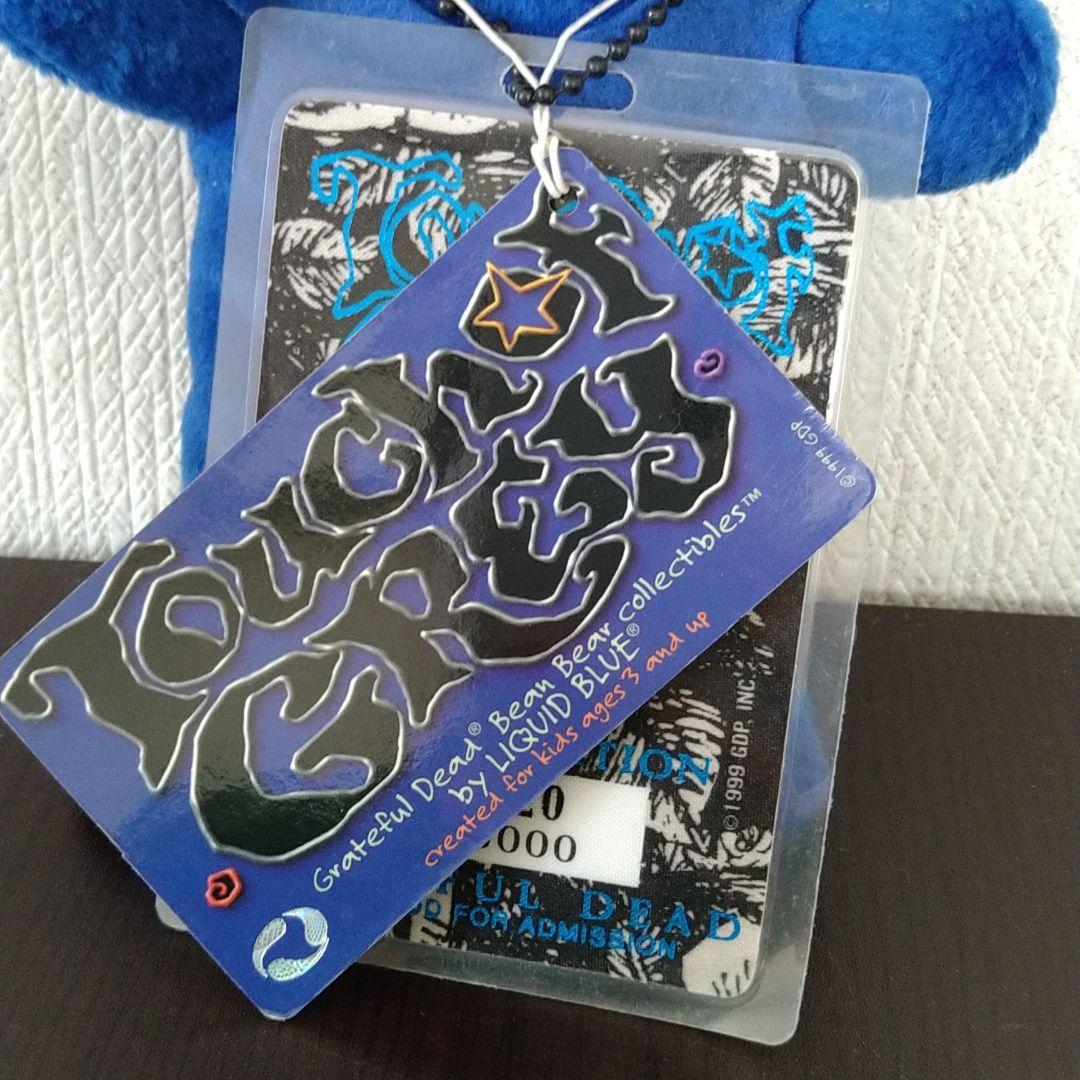 TOUCH OF
GREY
©1999 GDP
Grateful Dead® Bean Bear collectibles™
by LIQUID BLUE®
created for kids ages 3 and up
TION
20
000
UL DEAD
FOR ADMISSION
©1999 GDP, INC.